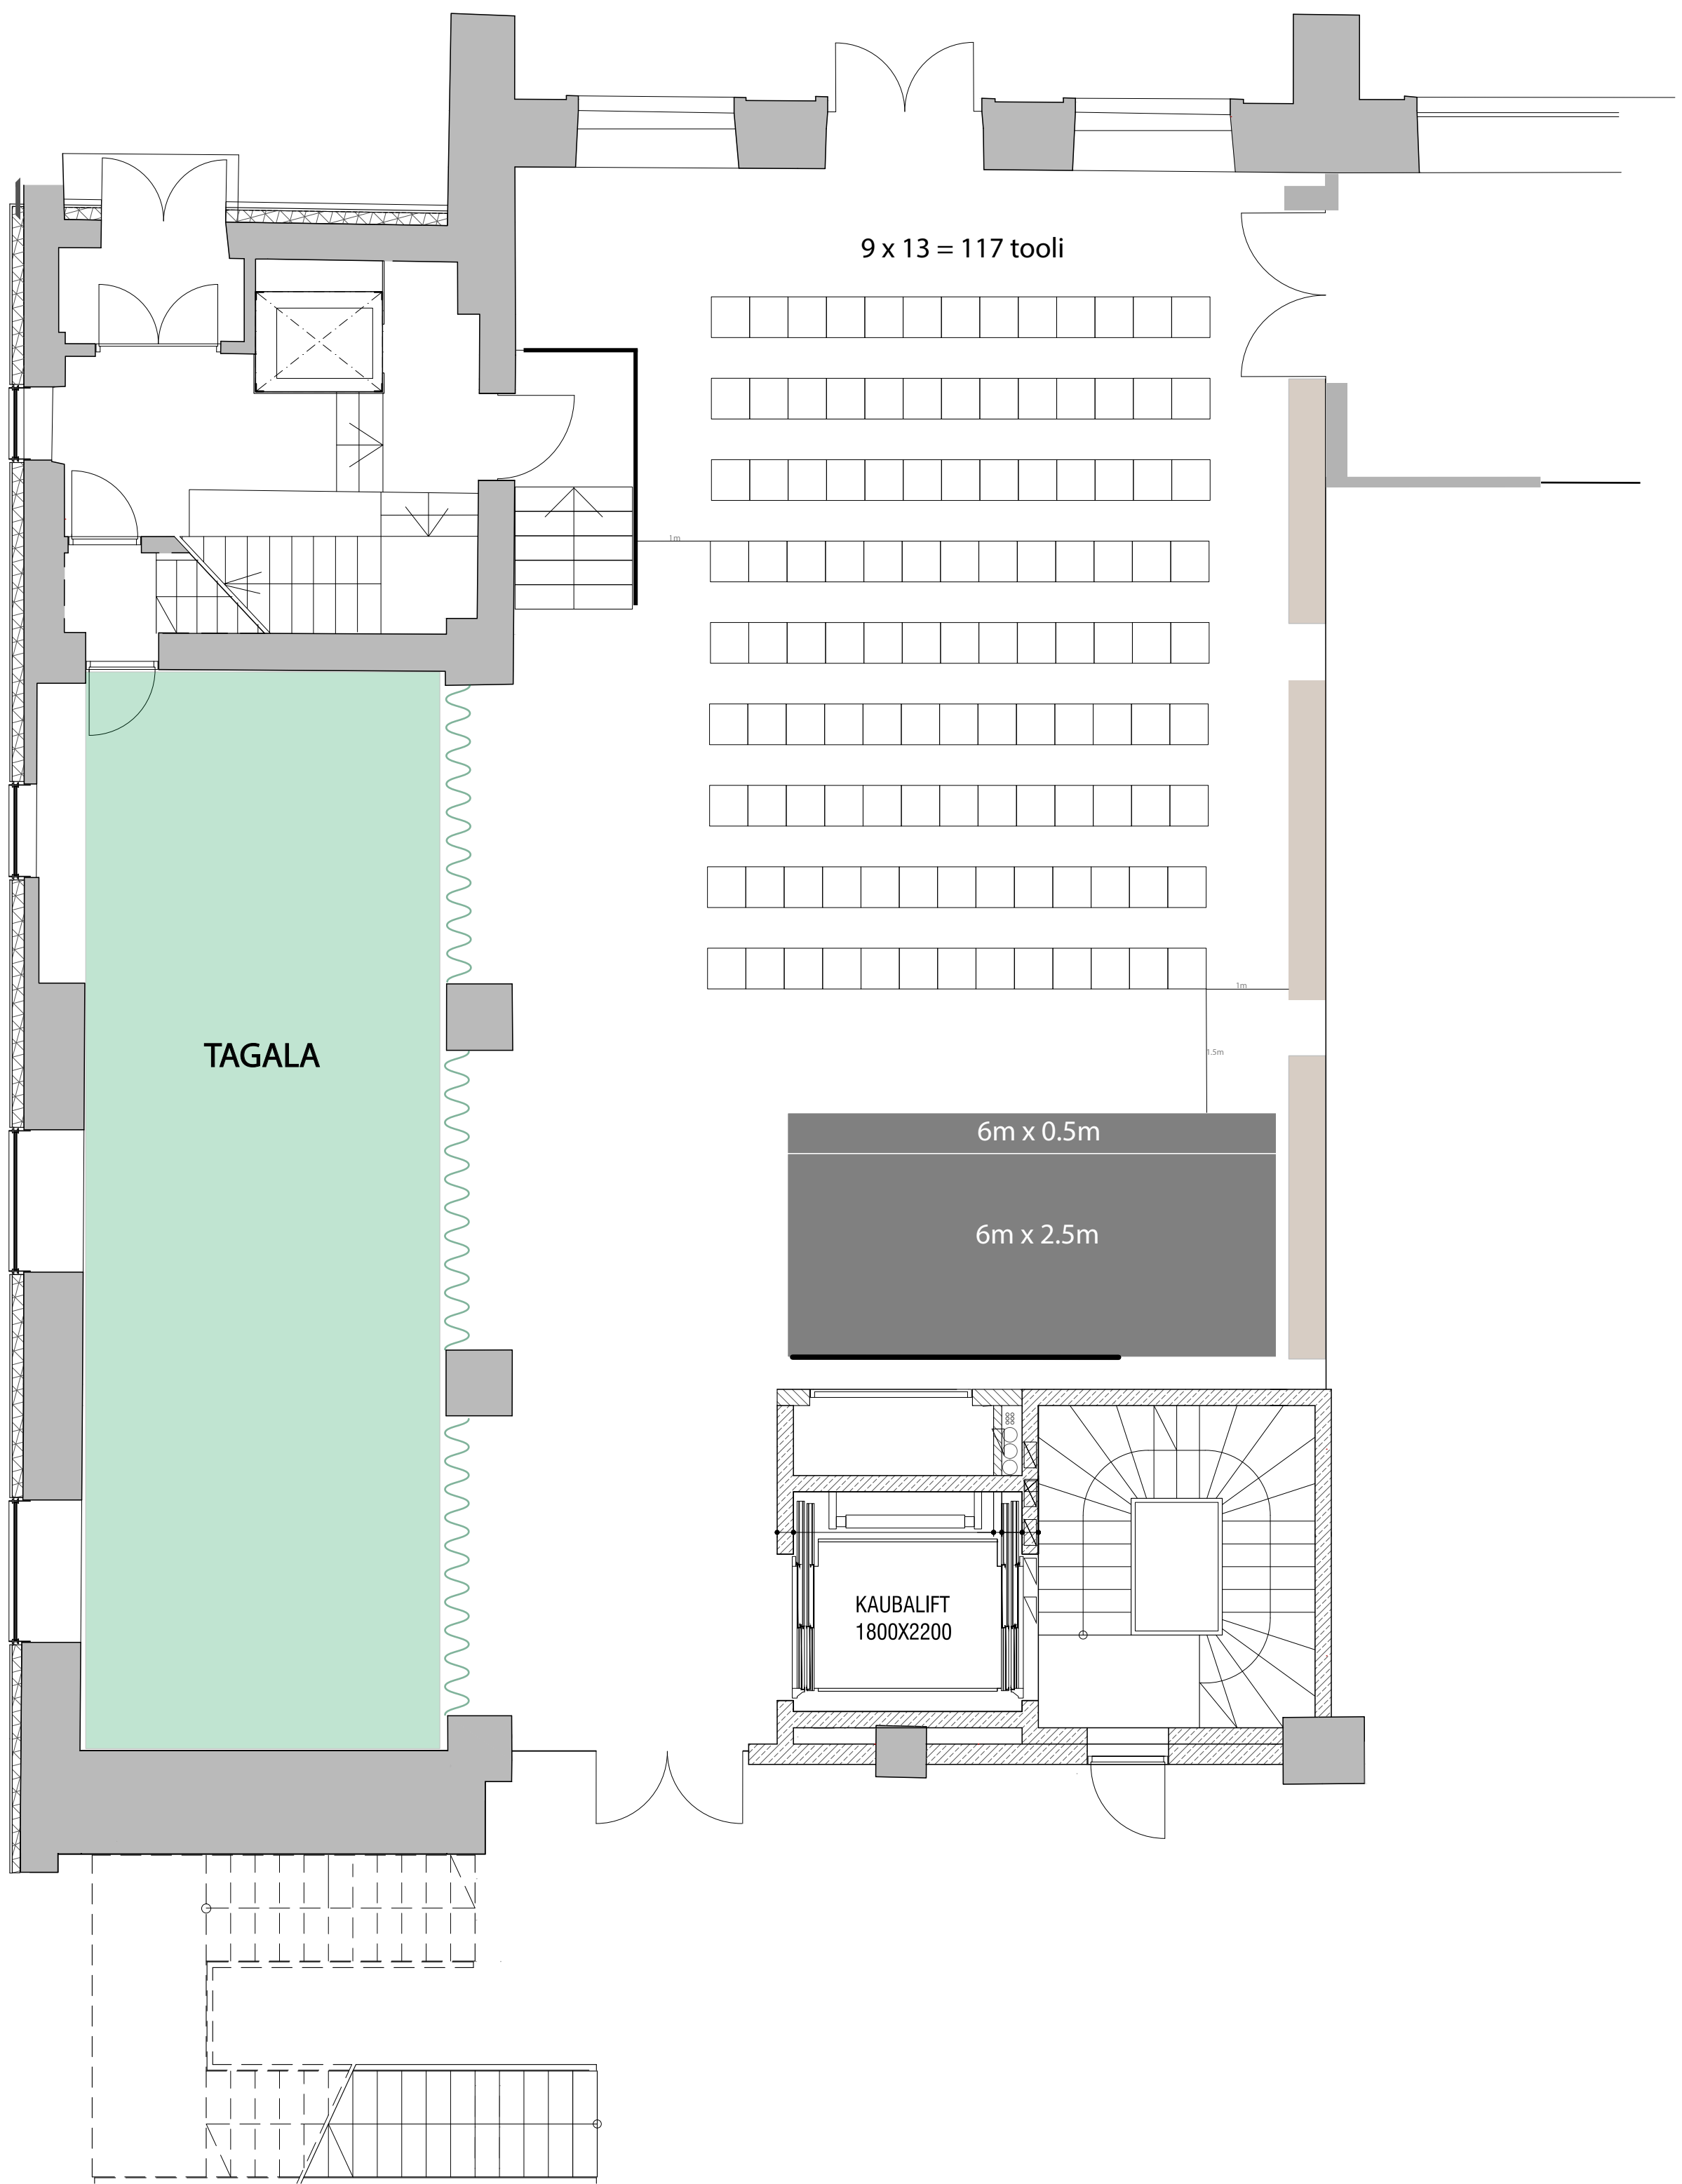 9 x 13 = 117 tooli
1m
1m
TAGALA
1.5m
6m x 0.5m
6m x 2.5m
KAUBALIFT
1800X2200